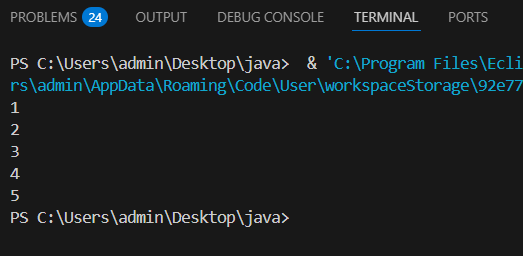 PROBLEMS 24 OUTPUT DEBUG CONSOLE TERMINAL PORTS
PS C:\Users\admin\Desktop\java>  & 'C:\Program Files\Ecli
rs\admin\AppData\Roaming\Code\User\workspaceStorage\92e77
1
2
3
4
5
PS C:\Users\admin\Desktop\java>